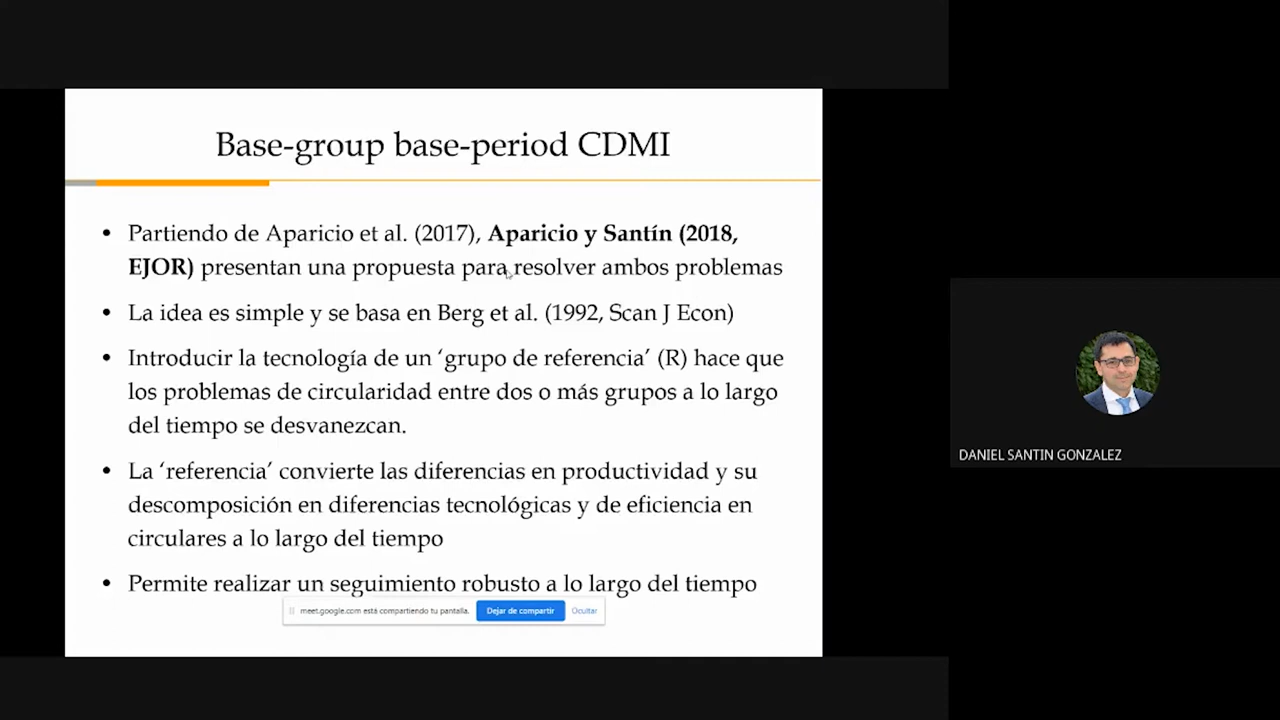 Base-group base-period CDMI
• Partiendo de Aparicio et al. (2017), Aparicio y Santín (2018,
EJOR) presentan una propuesta para resolver ambos problemas
• La idea es simple y se basa en Berg et al. (1992, Scan J Econ)
• Introducir la tecnología de un ‘grupo de referencia’ (R) hace que
los problemas de circularidad entre dos o más grupos a lo largo
del tiempo se desvanezcan.
• La ‘referencia’ convierte las diferencias en productividad y su
descomposición en diferencias tecnológicas y de eficiencia en
circulares a lo largo del tiempo
• Permite realizar un seguimiento robusto a lo largo del tiempo
meet.google.com está compartiendo tu pantalla.
Dejar de compartir
Ocultar
DANIEL SANTIN GONZALEZ